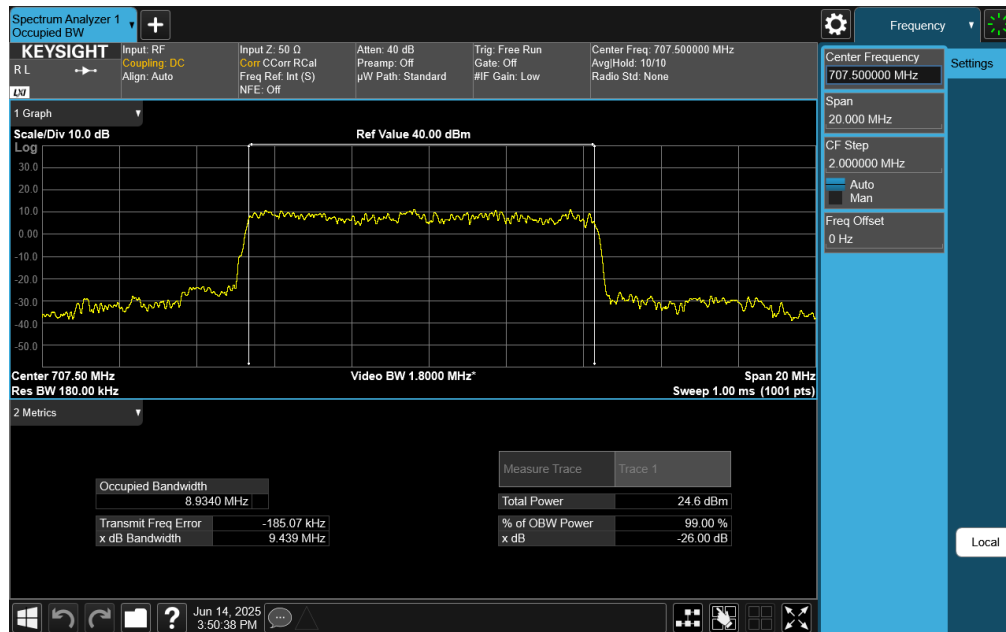 Spectrum Analyzer 1
Occupied BW
Frequency
KEYSIGHT
R L
LXI
Input: RF
Coupling: DC
Align: Auto
Input Z: 50 Ω
Corr CCorr RCal
Freq Ref: Int (S)
NFE: Off
Atten: 40 dB
Preamp: Off
µW Path: Standard
Trig: Free Run
Gate: Off
#IF Gain: Low
Center Freq: 707.500000 MHz
Avg|Hold: 10/10
Radio Std: None
Center Frequency
707.500000 MHz
Settings
Span
20.000 MHz
CF Step
2.000000 MHz
Auto
Man
Freq Offset
0 Hz
1 Graph
Scale/Div 10.0 dB
Ref Value 40.00 dBm
Log
30.0
20.0
10.0
0.00
-10.0
-20.0
-30.0
-40.0
-50.0
Center 707.50 MHz
Video BW 1.8000 MHz*
Span 20 MHz
Res BW 180.00 kHz
Sweep 1.00 ms (1001 pts)
2 Metrics
Measure Trace
Trace 1
Occupied Bandwidth
8.9340 MHz
Total Power
24.6 dBm
Transmit Freq Error
-185.07 kHz
% of OBW Power
99.00 %
x dB Bandwidth
9.439 MHz
x dB
-26.00 dB
Local
?
Jun 14, 2025
3:50:38 PM